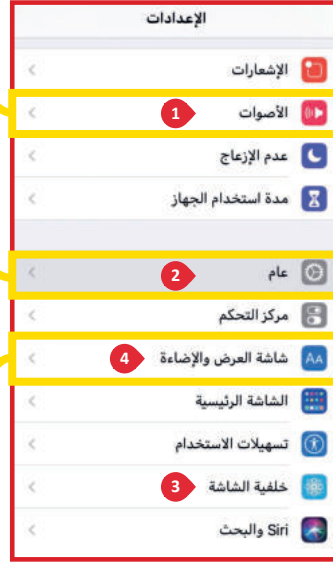 الإعدادات
الإشعارات
الأصوات 1
عدم الإزعاج
مدة استخدام الجهاز
عام 2
مركز التحكم
AA شاشة العرض والإضاءة 4
الشاشة الرئيسية
تسهيلات الاستخدام
خلفية الشاشة 3
Siri والبحث